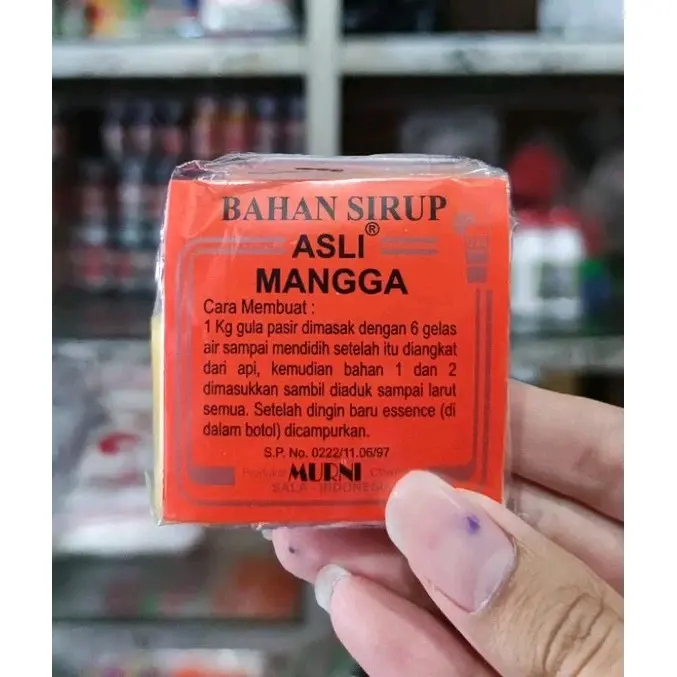 BAHAN SIRUP
ASLI®
MANGGA
Cara Membuat :
1 Kg gula pasir dimasak dengan 6 gelas
air sampai mendidih setelah itu diangkat
dari api, kemudian bahan 1 dan 2
dimasukkan sambil diaduk sampai larut
semua. Setelah dingin baru essence (di
dalam botol) dicampurkan.
S.P. No. 0222/11.06/97
MURNI
SALA - INDONESIA